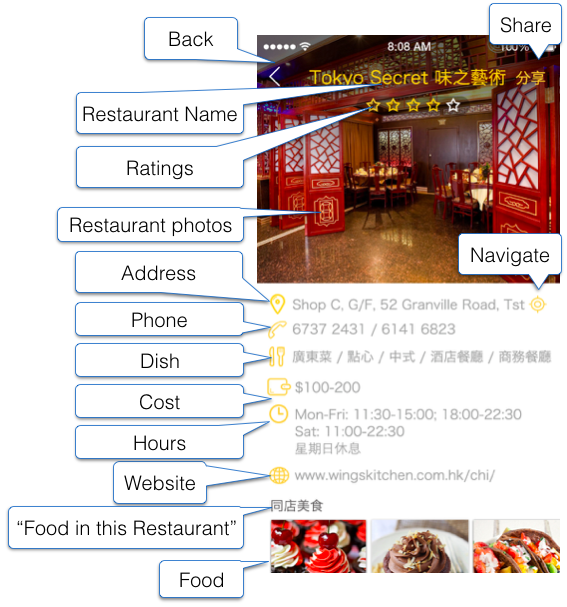 Share
Back
8:08 AM
100%
Tokyo Secret 味之藝術 分享
Restaurant Name
Ratings
Restaurant photos
Navigate
Address
Shop C, G/F, 52 Granville Road, Tst
Phone
6737 2431 / 6141 6823
Dish
廣東菜 / 點心 / 中式 / 酒店餐廳 / 商務餐廳
Cost
$100-200
Hours
Mon-Fri: 11:30-15:00; 18:00-22:30
Sat: 11:00-22:30
星期日休息
Website
www.wingskitchen.com.hk/chi/
同店美食
“Food in this Restaurant”
Food